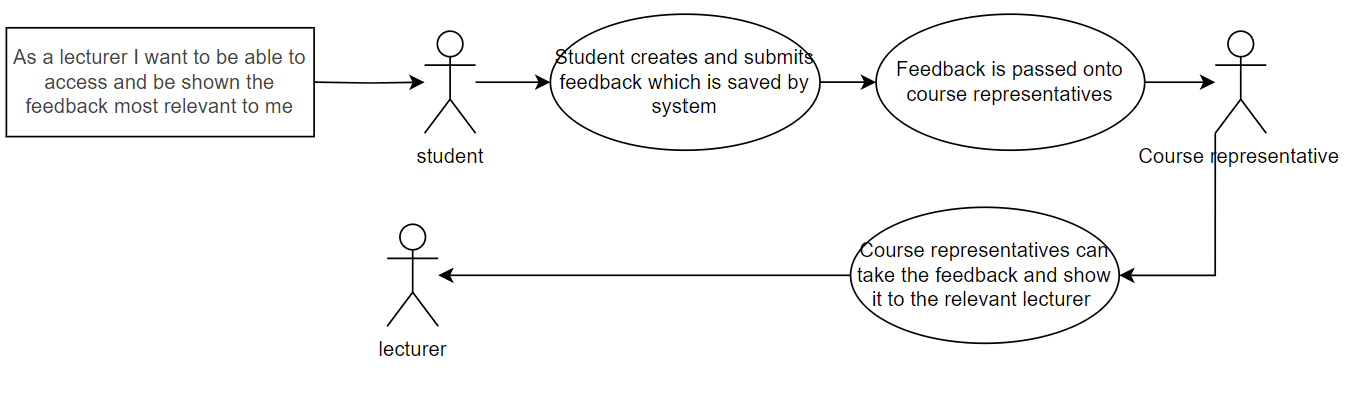 As a lecturer I want to be able to
access and be shown the
feedback most relevant to me
student
Student creates and submits
feedback which is saved by
system
Feedback is passed onto
course representatives
Course representative
Course representatives can
take the feedback and show
it to the relevant lecturer
lecturer